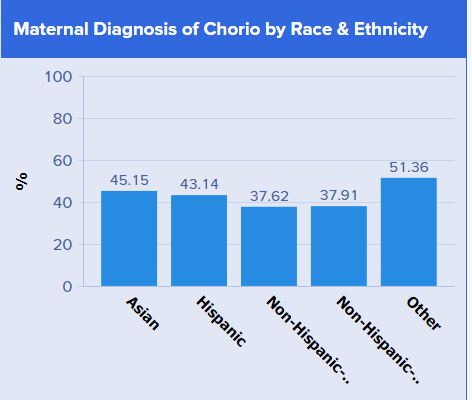 Maternal Diagnosis of Chorio by Race & Ethnicity
100
80
60
40
20
0
%
45.15
43.14
37.62
37.91
51.36
Asian
Hispanic
Non-Hispanic-..
Non-Hispanic-..
Other